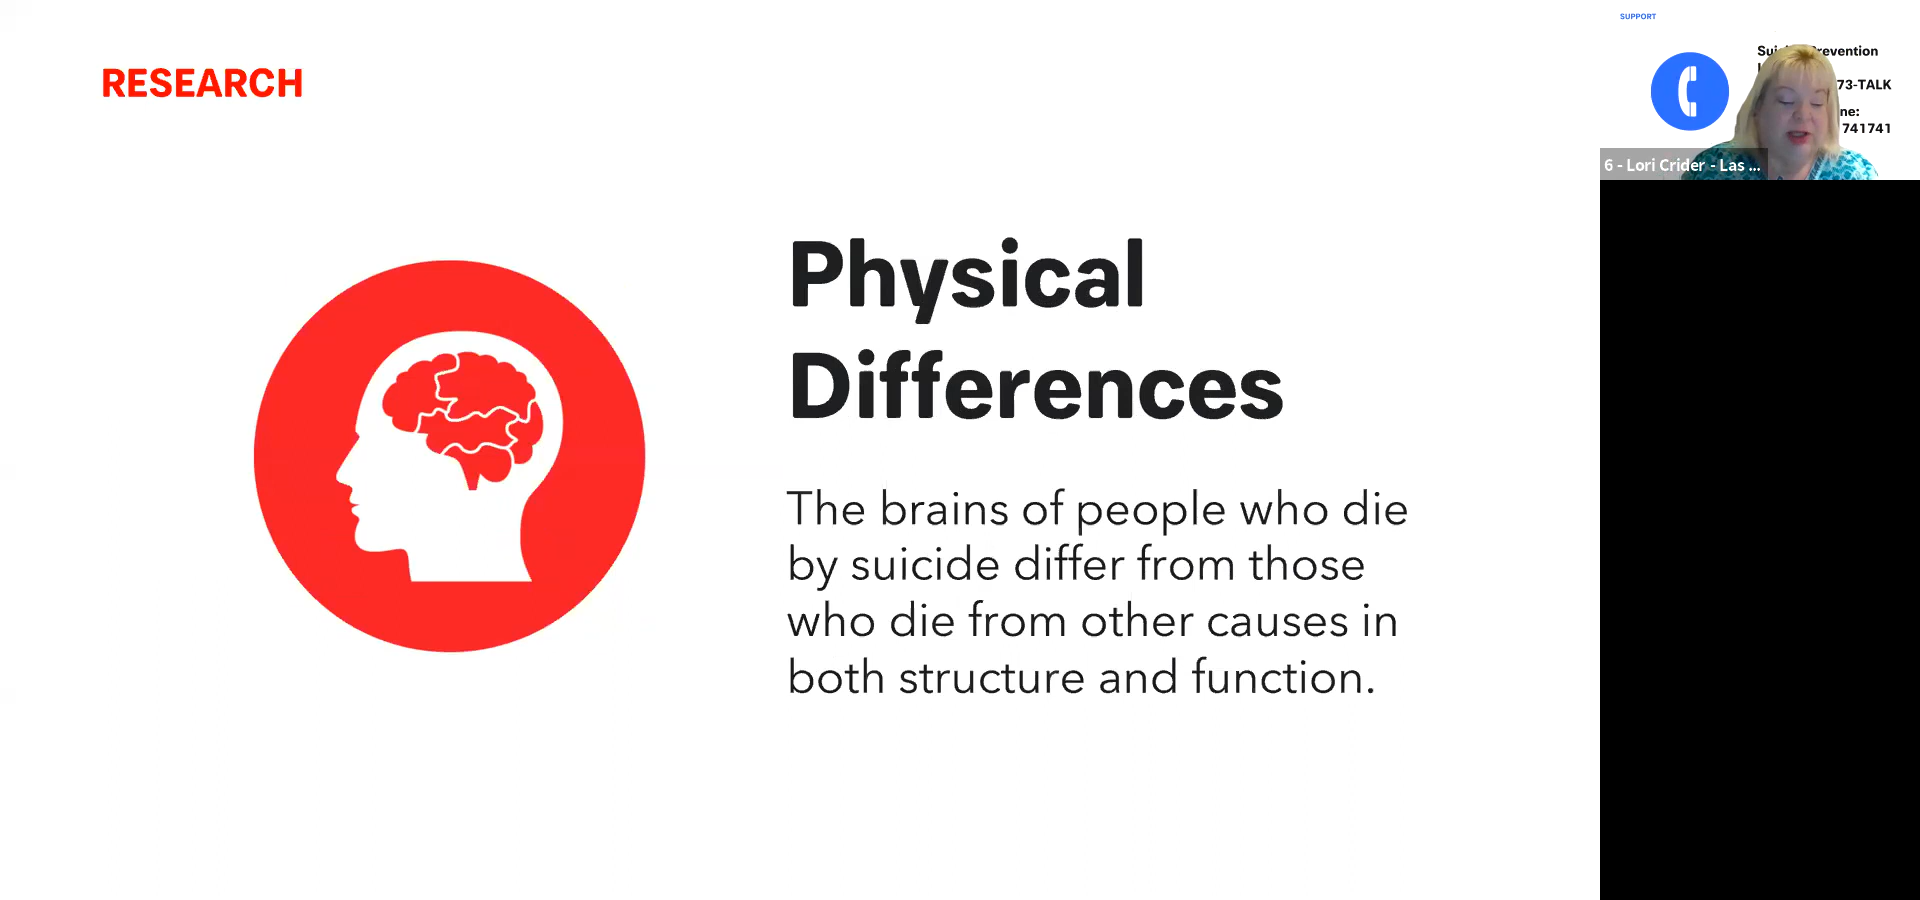 RESEARCH
Physical
Differences
The brains of people who die
by suicide differ from those
who die from other causes in
both structure and function.
SUPPORT
73-TALK
741741
6 - Lori Crider - Las ...